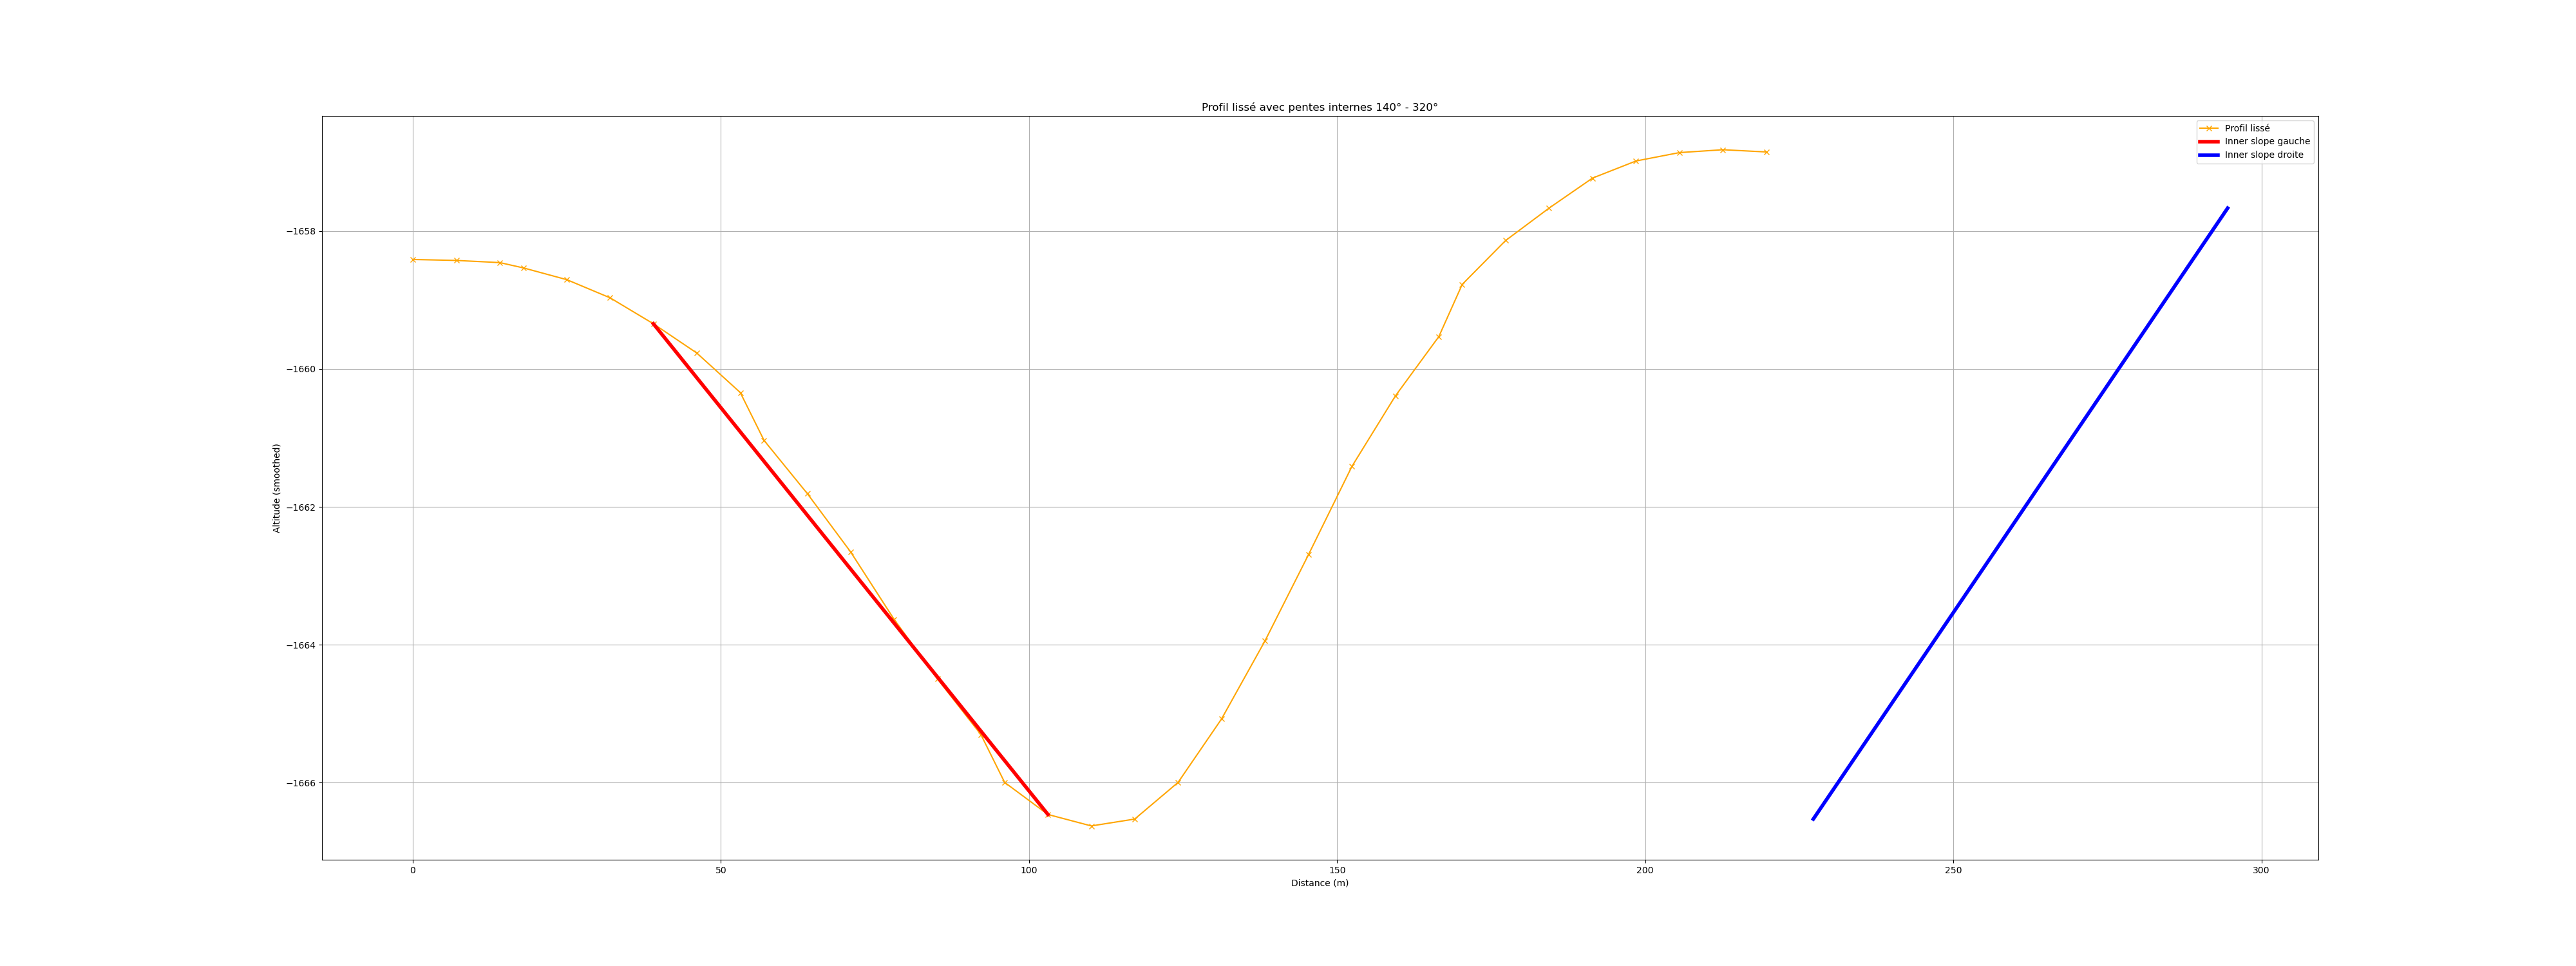 Profil lissé avec pentes internes 140° - 320°
Profil lissé
Inner slope gauche
Inner slope droite
Altitude (smoothed)
−1658
−1660
−1662
−1664
−1666
0
50
100
150
200
250
300
Distance (m)